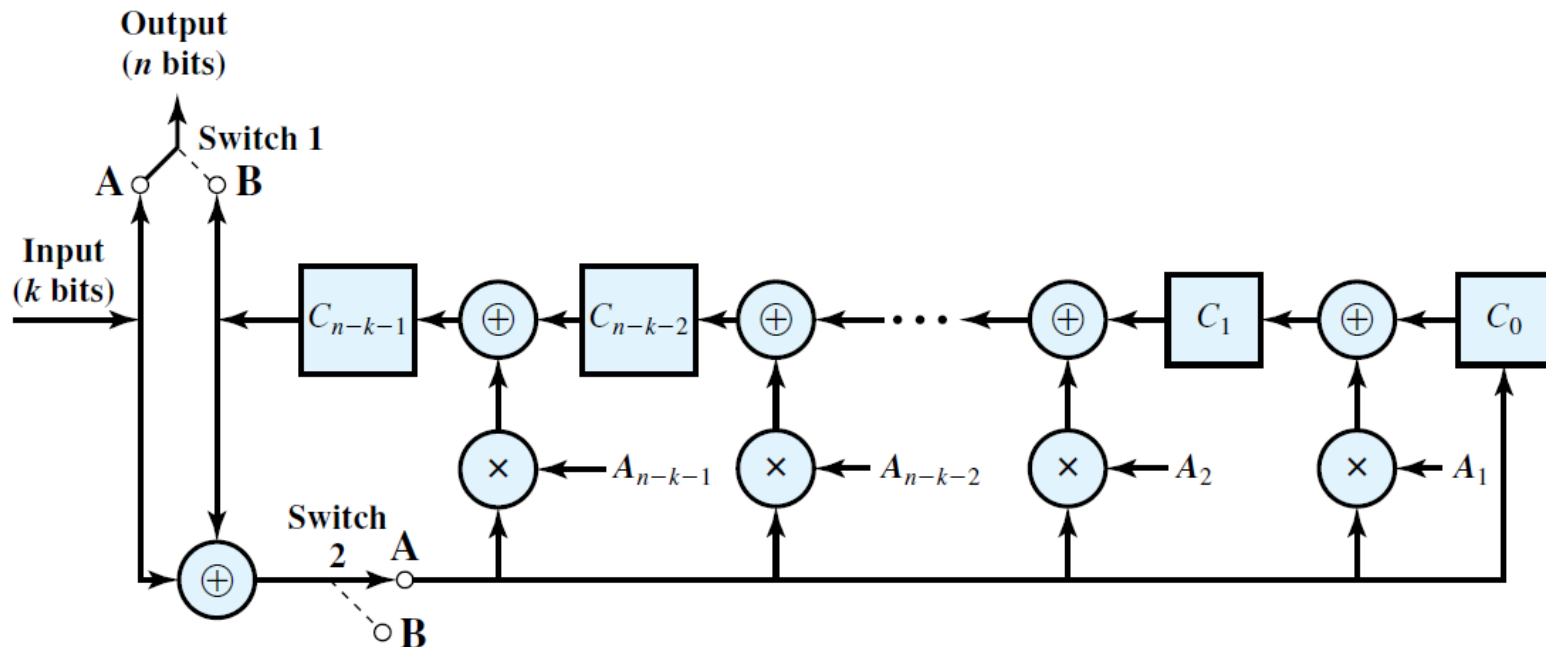 Output
(n bits)
Switch 1
A
B
Input
(k bits)
C_{n-k-1}
⊕
C_{n-k-2}
⊕
• • •
⊕
C_1
⊕
C_0
×
A_{n-k-1}
×
A_{n-k-2}
×
A_2
×
A_1
Switch
2
A
⊕
B